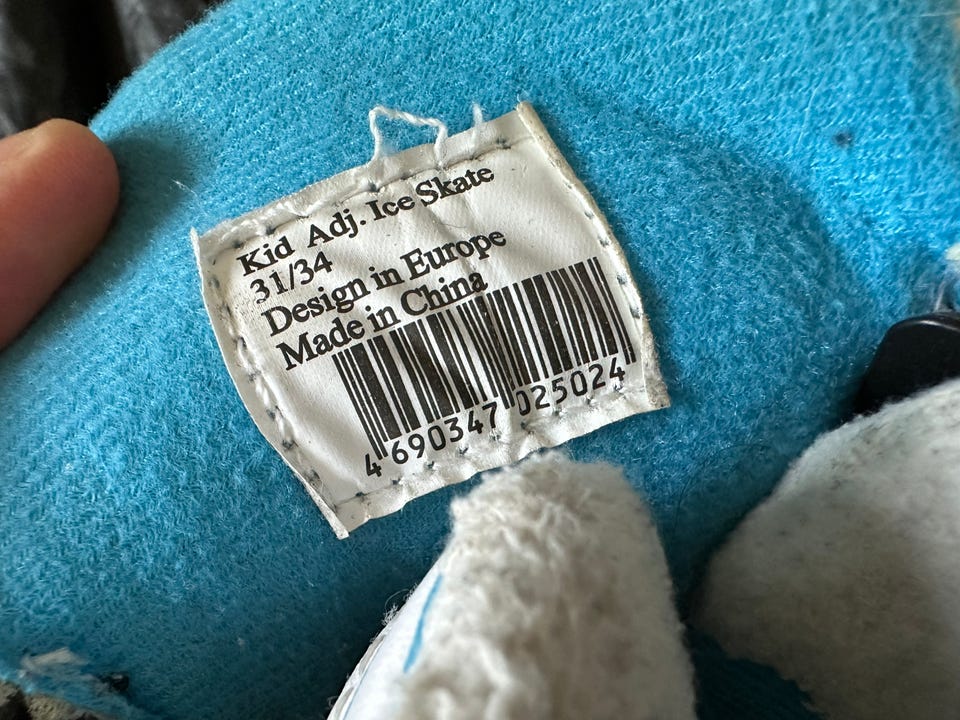 Kid Adj. Ice Skate
31/34
Design in Europe
Made in China
4 690347 025024